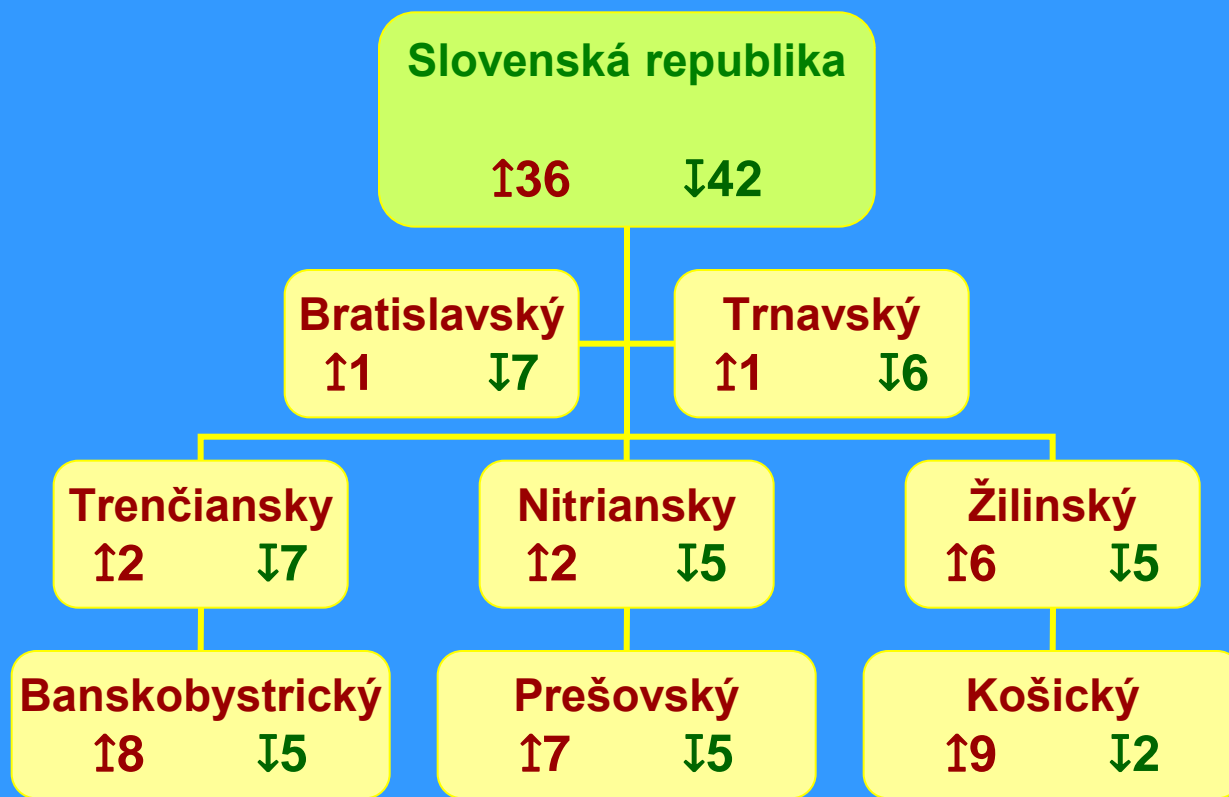 Slovenská republika
↥36 ↧42
Bratislavský
↥1 ↧7
Trnavský
↥1 ↧6
Trenčiansky
↥2 ↧7
Nitriansky
↥2 ↧5
Žilinský
↥6 ↧5
Banskobystrický
↥8 ↧5
Prešovský
↥7 ↧5
Košický
↥9 ↧2